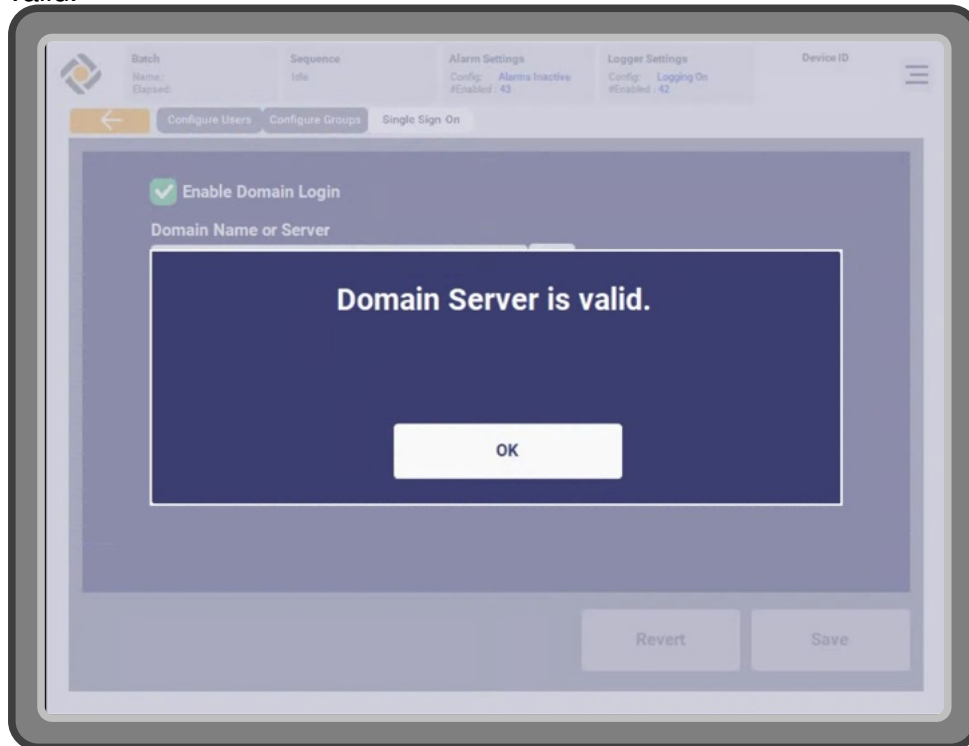 Batch
Name:
Elapsed:
Sequence
Idle
Alarm Settings
Config: Alarms Inactive
#Enabled : 43
Logger Settings
Config: Logging On
#Enabled : 42
Device ID
Configure Users
Configure Groups
Single Sign On
Enable Domain Login
Domain Name or Server
Domain Server is valid.
OK
Revert
Save